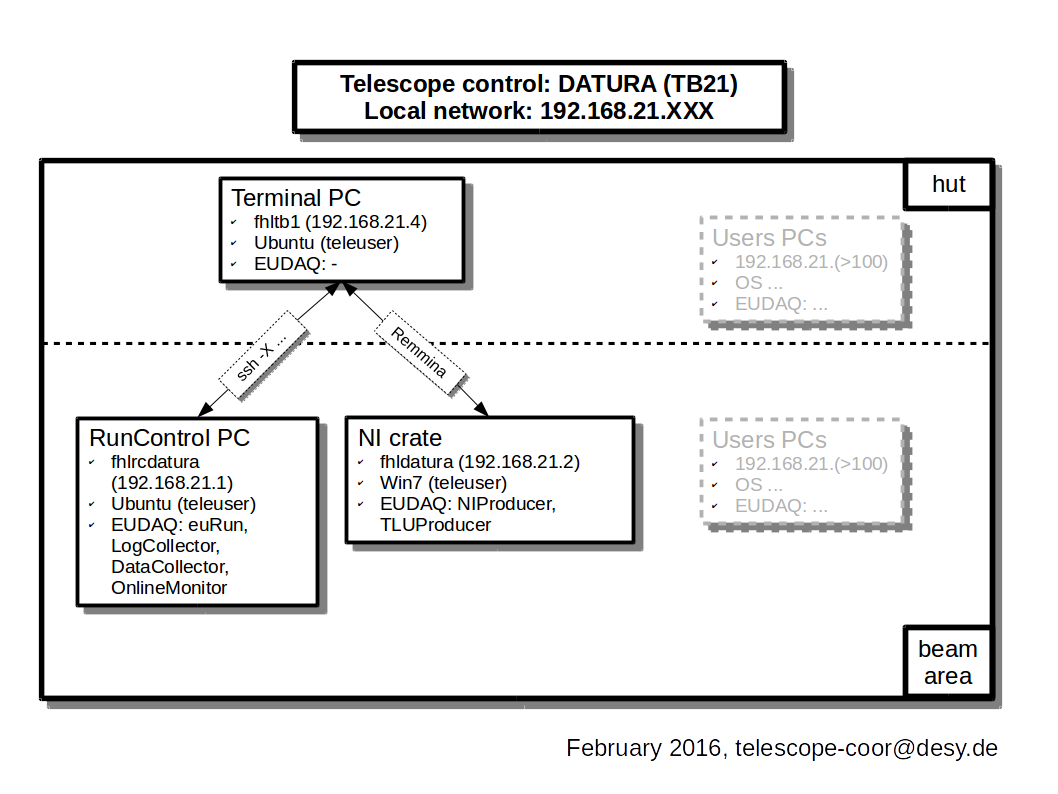 Telescope control: DATURA (TB21)
Local network: 192.168.21.XXX
hut
Terminal PC
✔ fhltb1 (192.168.21.4)
✔ Ubuntu (teleuser)
✔ EUDAQ: -
Users PCs
✔ 192.168.21.(>100)
✔ OS ...
✔ EUDAQ: ...
ssh -X ...
Remmina
RunControl PC
✔ fhlrcdatura
(192.168.21.1)
✔ Ubuntu (teleuser)
✔ EUDAQ: euRun,
LogCollector,
DataCollector,
OnlineMonitor
NI crate
✔ fhldatura (192.168.21.2)
✔ Win7 (teleuser)
✔ EUDAQ: NIProducer,
TLUProducer
Users PCs
✔ 192.168.21.(>100)
✔ OS ...
✔ EUDAQ: ...
beam
area
February 2016, telescope-coor@desy.de